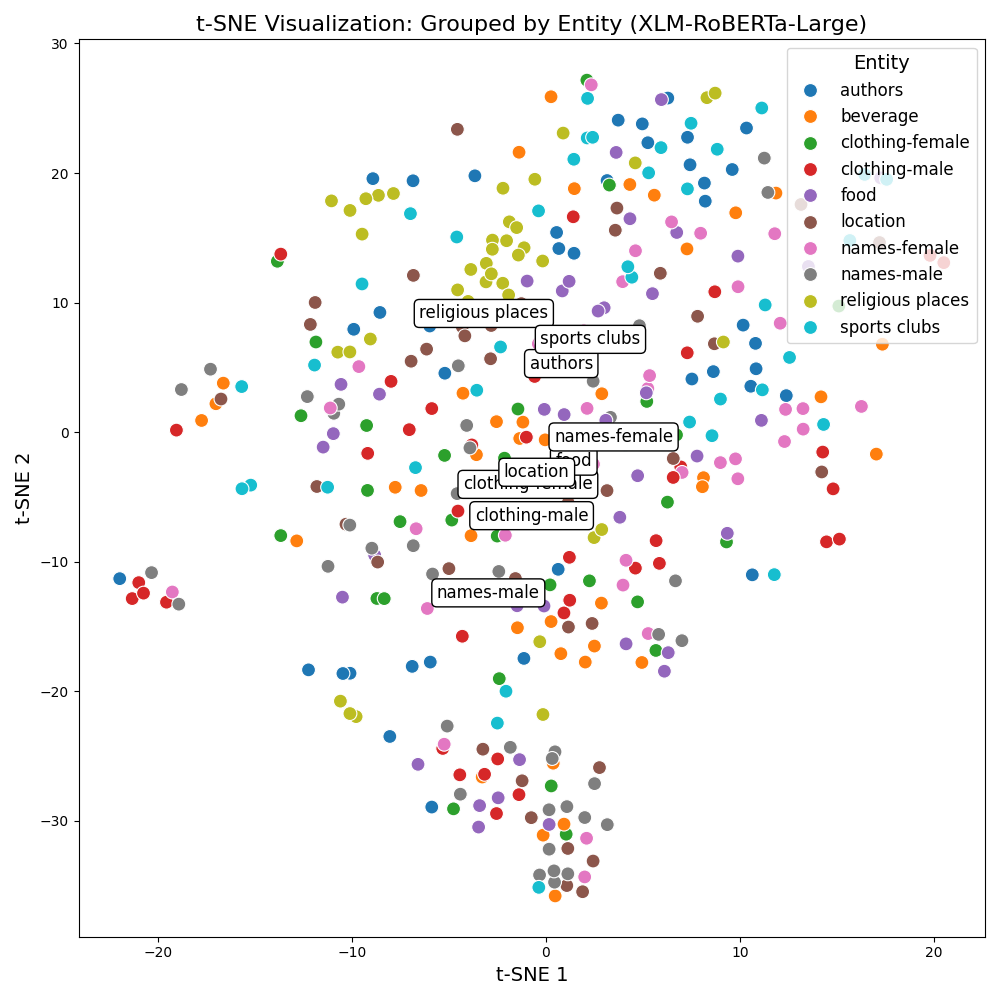 t-SNE Visualization: Grouped by Entity (XLM-RoBERTa-Large)
Entity
authors
beverage
clothing-female
clothing-male
food
location
names-female
names-male
religious places
sports clubs
religious places
sports clubs
authors
names-female
food
location
clothing-female
clothing-male
names-male
30
20
10
0
−10
−20
−30
t-SNE 2
−20
−10
0
10
20
t-SNE 1